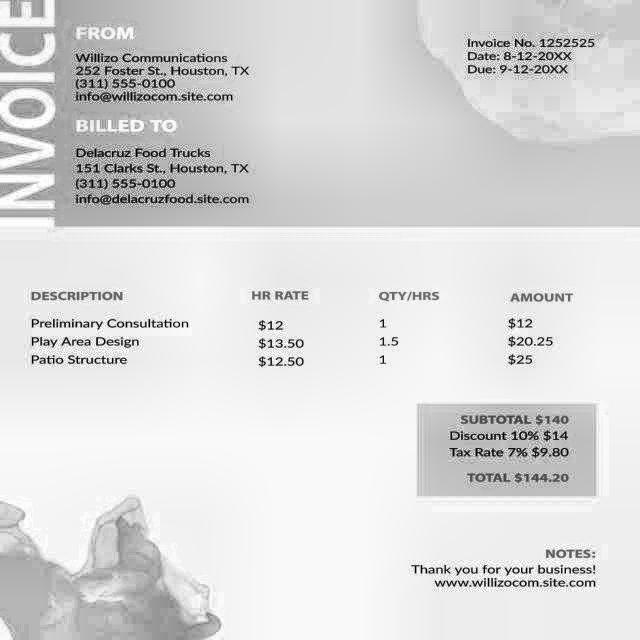 INVOICE
FROM
Willizo Communications
252 Foster St., Houston, TX
(311) 555-0100
info@willizocom.site.com
BILLED TO
Delacruz Food Trucks
151 Clarks St., Houston, TX
(311) 555-0100
info@delacruzfood.site.com
Invoice No. 1252525
Date: 8-12-20XX
Due: 9-12-20XX
DESCRIPTION HR RATE QTY/HRS AMOUNT
Preliminary Consultation $12 1 $12
Play Area Design $13.50 1.5 $20.25
Patio Structure $12.50 1 $25
SUBTOTAL $140
Discount 10% $14
Tax Rate 7% $9.80
TOTAL $144.20
NOTES:
Thank you for your business!
www.willizocom.site.com